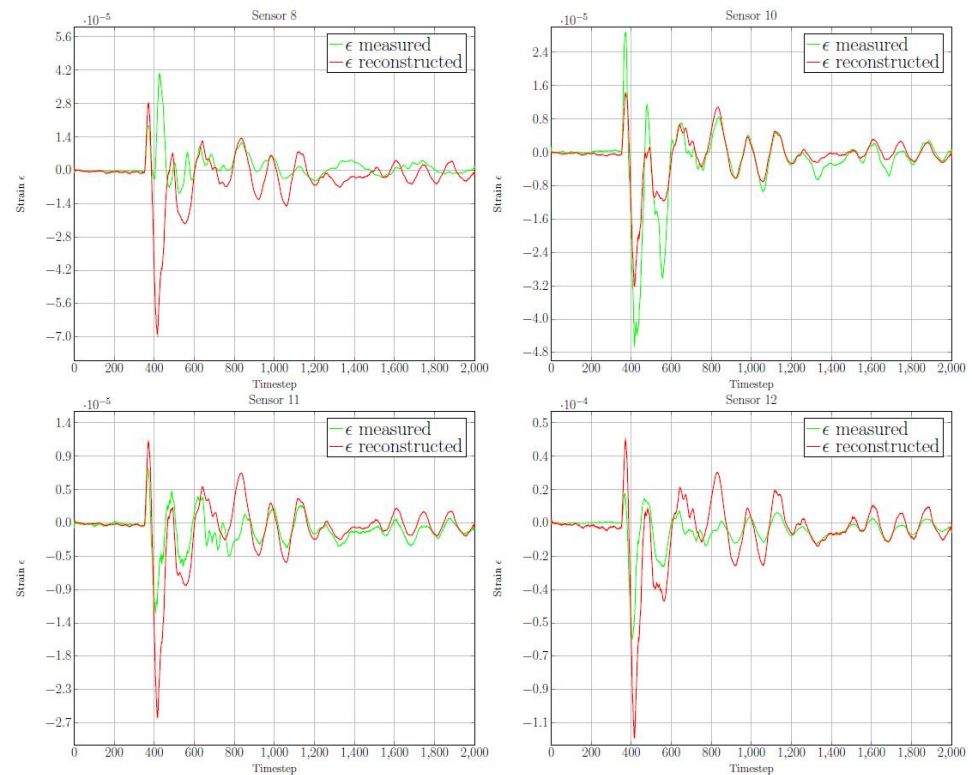 Sensor 8
·10⁻⁵
5.6
4.2
2.8
1.4
0.0
−1.4
−2.8
−4.2
−5.6
−7.0
Strain ϵ
ϵ measured
ϵ reconstructed
0 200 400 600 800 1,000 1,200 1,400 1,600 1,800 2,000
Timestep
Sensor 10
·10⁻⁵
2.4
1.6
0.8
0.0
−0.8
−1.6
−2.4
−3.2
−4.0
−4.8
Strain ϵ
ϵ measured
ϵ reconstructed
0 200 400 600 800 1,000 1,200 1,400 1,600 1,800 2,000
Timestep
Sensor 11
·10⁻⁵
1.4
0.9
0.5
0.0
−0.5
−0.9
−1.4
−1.8
−2.3
−2.7
Strain ϵ
ϵ measured
ϵ reconstructed
0 200 400 600 800 1,000 1,200 1,400 1,600 1,800 2,000
Timestep
Sensor 12
·10⁻⁴
0.5
0.4
0.2
0.0
−0.2
−0.4
−0.5
−0.7
−0.9
−1.1
Strain ϵ
ϵ measured
ϵ reconstructed
0 200 400 600 800 1,000 1,200 1,400 1,600 1,800 2,000
Timestep